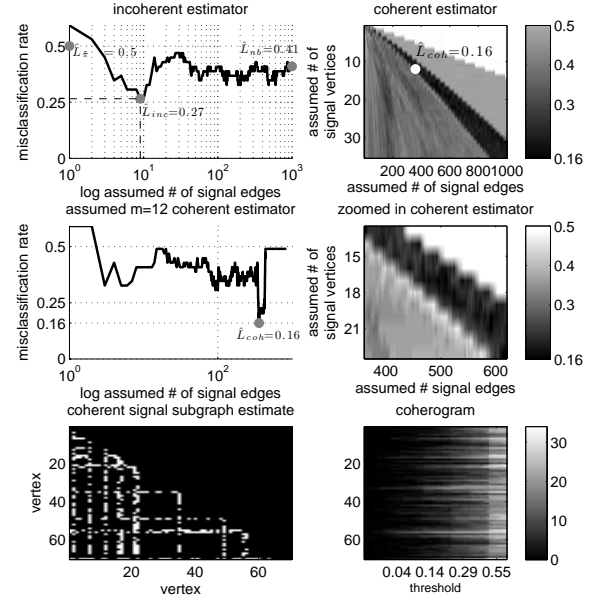 incoherent estimator
misclassification rate
0.5
0.25
0
L̂_π̂ = 0.5
L̂_nb=0.41
L̂_inc=0.27
10^0
10^1
10^2
10^3
log assumed # of signal edges
coherent estimator
assumed # of
signal vertices
10
20
30
L̂_coh=0.16
200
400
600
800
1000
assumed # of signal edges
0.5
0.4
0.3
0.16
assumed m=12 coherent estimator
misclassification rate
0.5
0.25
0.16
0
L̂_coh=0.16
10^0
10^2
log assumed # of signal edges
zoomed in coherent estimator
assumed # of
signal vertices
15
18
21
400
500
600
assumed # signal edges
0.5
0.4
0.3
0.16
coherent signal subgraph estimate
vertex
20
40
60
20
40
60
vertex
coherogram
20
40
60
0.04
0.14
0.29
0.55
threshold
30
20
10
0